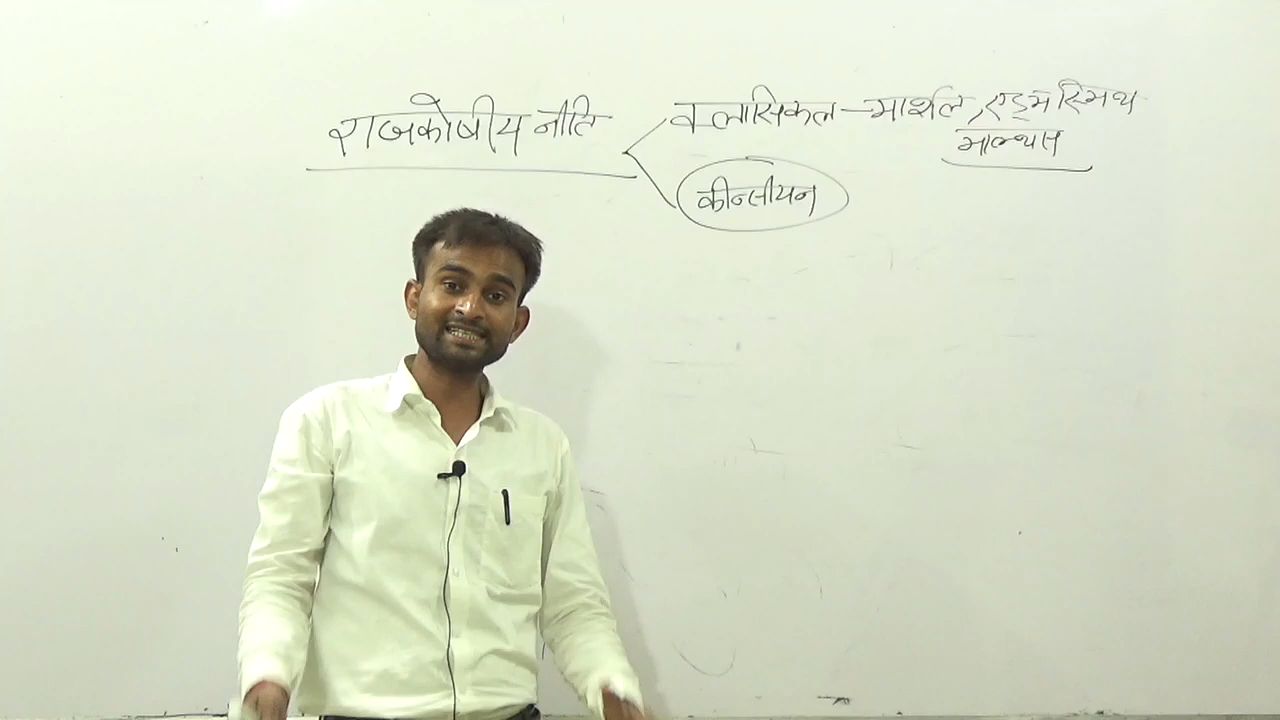 राजकोषीय नीति
क्लासिकल – मार्शल, एडम स्मिथ
माल्थस
कीन्सीयन